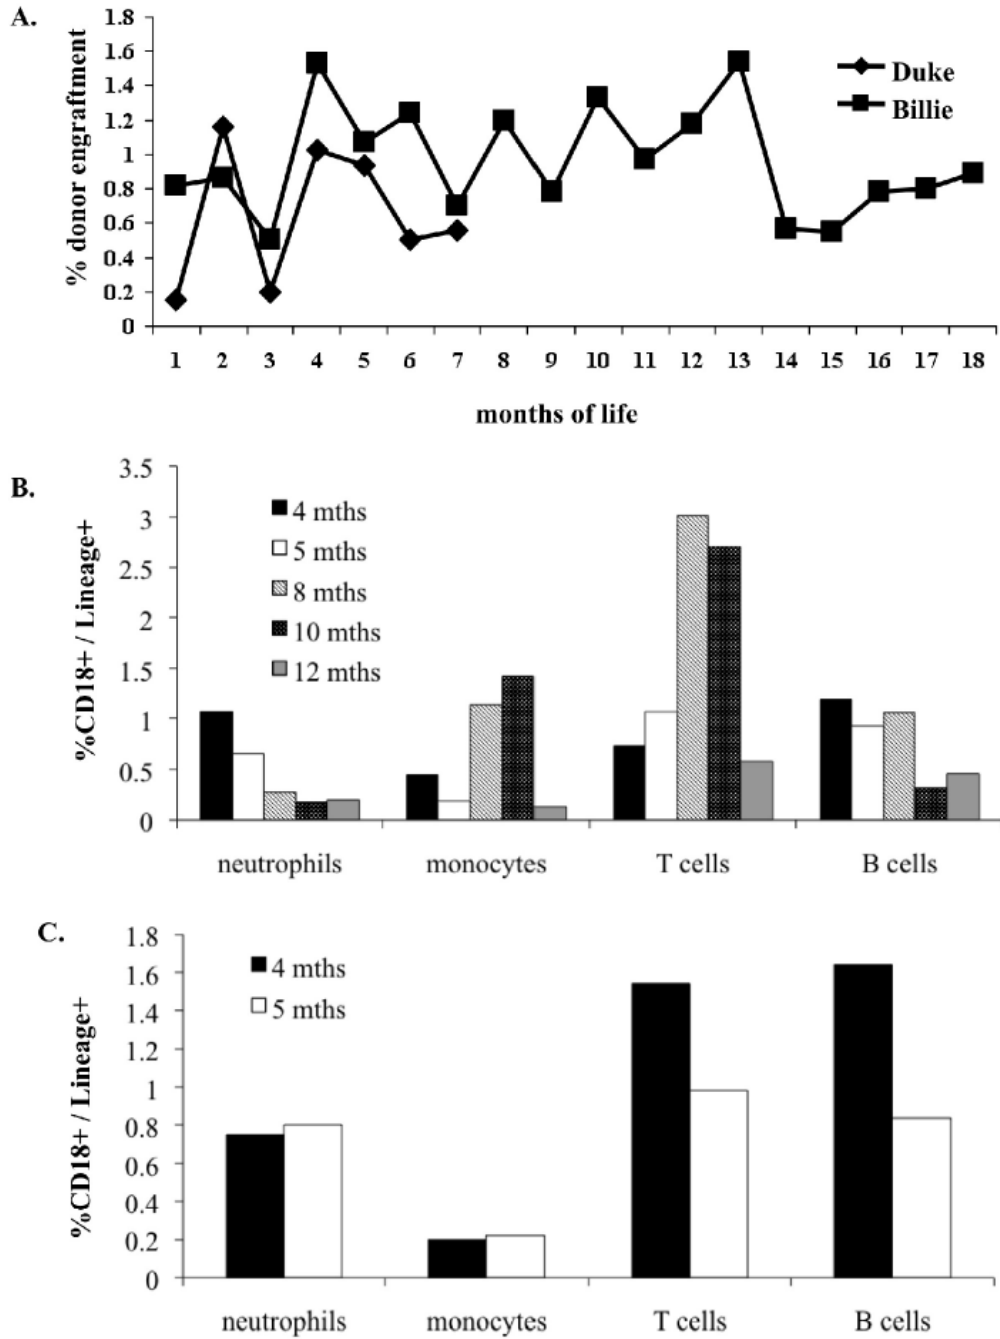 A.
% donor engraftment
1.8
1.6
1.4
1.2
1
0.8
0.6
0.4
0.2
0
Duke
Billie
1 2 3 4 5 6 7 8 9 10 11 12 13 14 15 16 17 18
months of life
B.
%CD18+ / Lineage+
3.5
3
2.5
2
1.5
1
0.5
0
4 mths
5 mths
8 mths
10 mths
12 mths
neutrophils monocytes T cells B cells
C.
%CD18+ / Lineage+
1.8
1.6
1.4
1.2
1
0.8
0.6
0.4
0.2
0
4 mths
5 mths
neutrophils monocytes T cells B cells